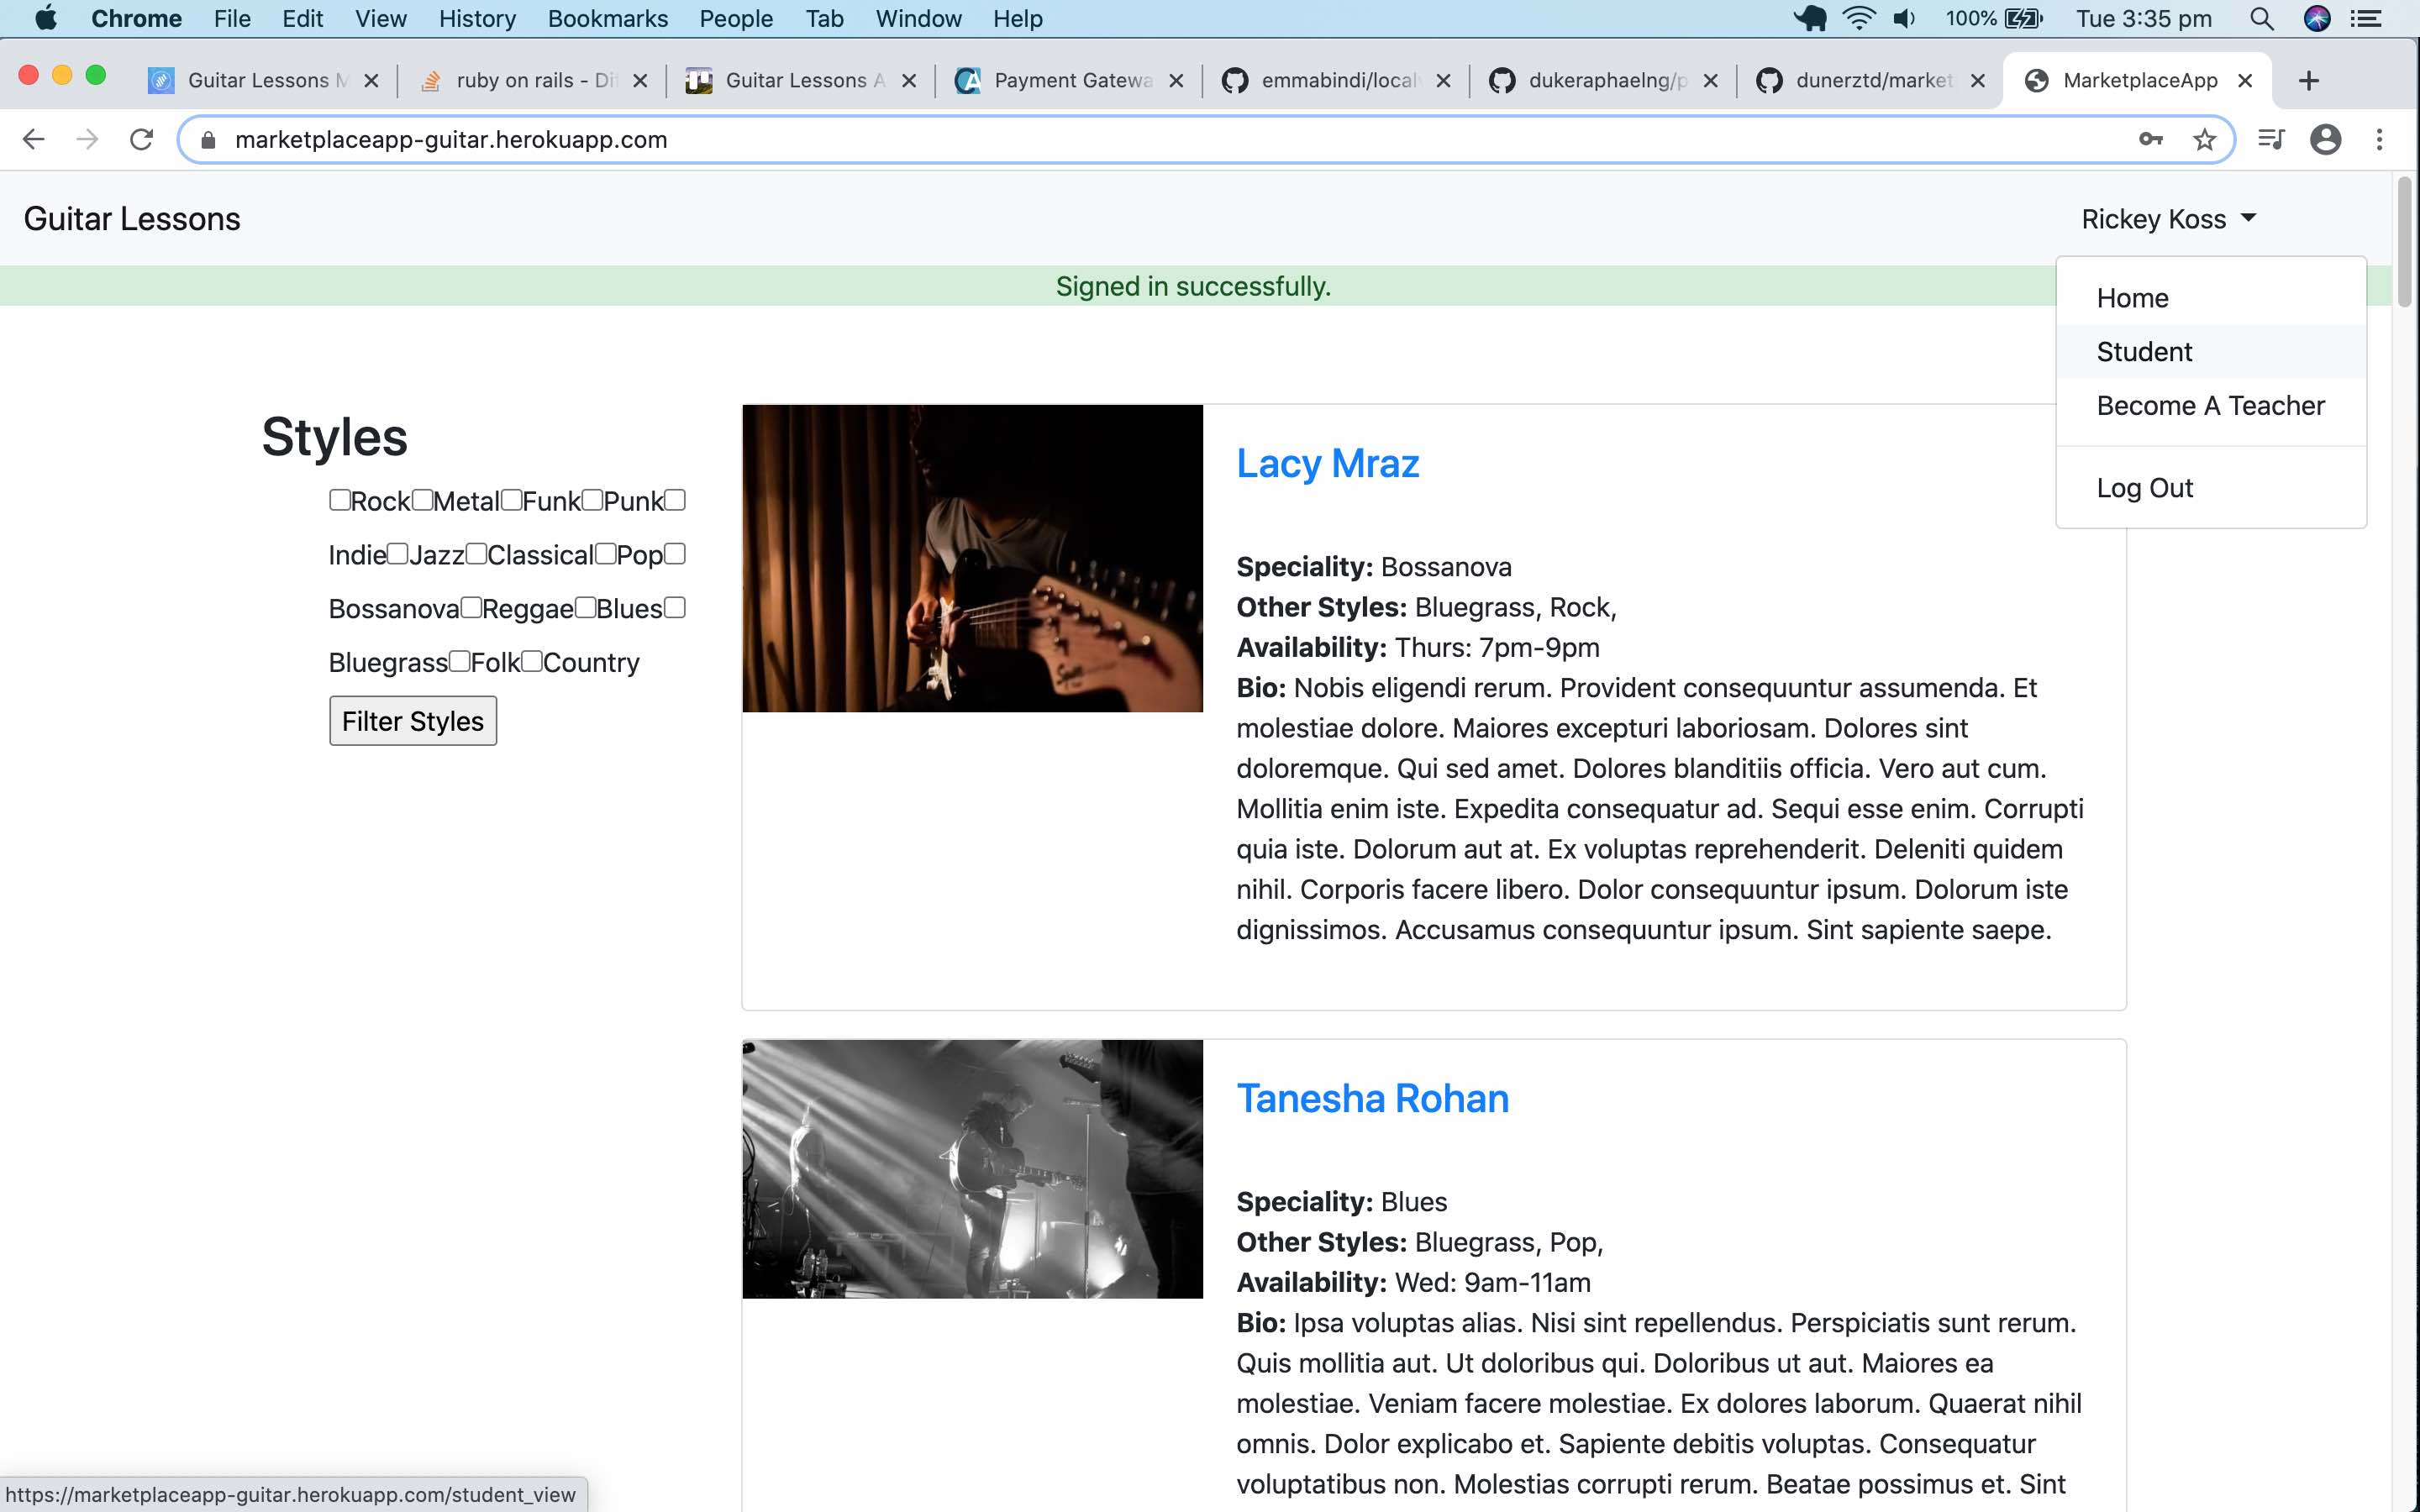 Chrome File Edit View History Bookmarks People Tab Window Help 100% Tue 3:35 pm
Guitar Lessons M ruby on rails - Di Guitar Lessons A Payment Gatewa emmabindi/local dukeraphaelng/p dunerztd/market MarketplaceApp
marketplaceapp-guitar.herokuapp.com
Guitar Lessons Rickey Koss
Signed in successfully.
Home
Student
Become A Teacher
Log Out
Styles
Rock Metal Funk Punk
Indie Jazz Classical Pop
Bossanova Reggae Blues
Bluegrass Folk Country
Filter Styles
Lacy Mraz
Speciality: Bossanova
Other Styles: Bluegrass, Rock,
Availability: Thurs: 7pm-9pm
Bio: Nobis eligendi rerum. Provident consequuntur assumenda. Et
molestiae dolore. Maiores excepturi laboriosam. Dolores sint
doloremque. Qui sed amet. Dolores blanditiis officia. Vero aut cum.
Mollitia enim iste. Expedita consequatur ad. Sequi esse enim. Corrupti
quia iste. Dolorum aut at. Ex voluptas reprehenderit. Deleniti quidem
nihil. Corporis facere libero. Dolor consequuntur ipsum. Dolorum iste
dignissimos. Accusamus consequuntur ipsum. Sint sapiente saepe.
Tanesha Rohan
Speciality: Blues
Other Styles: Bluegrass, Pop,
Availability: Wed: 9am-11am
Bio: Ipsa voluptas alias. Nisi sint repellendus. Perspiciatis sunt rerum.
Quis mollitia aut. Ut doloribus qui. Doloribus ut aut. Maiores ea
molestiae. Veniam facere molestiae. Ex dolores laborum. Quaerat nihil
omnis. Dolor explicabo et. Sapiente debitis voluptas. Consequatur
voluptatibus non. Molestias corrupti rerum. Beatae possimus et. Sint
https://marketplaceapp-guitar.herokuapp.com/student_view